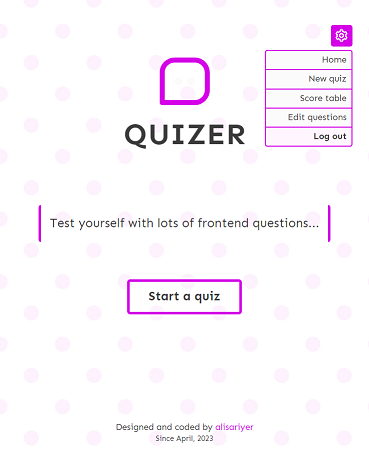 Home
New quiz
Score table
Edit questions
Log out
QUIZER
Test yourself with lots of frontend questions...
Start a quiz
Designed and coded by alisariyer
Since April, 2023